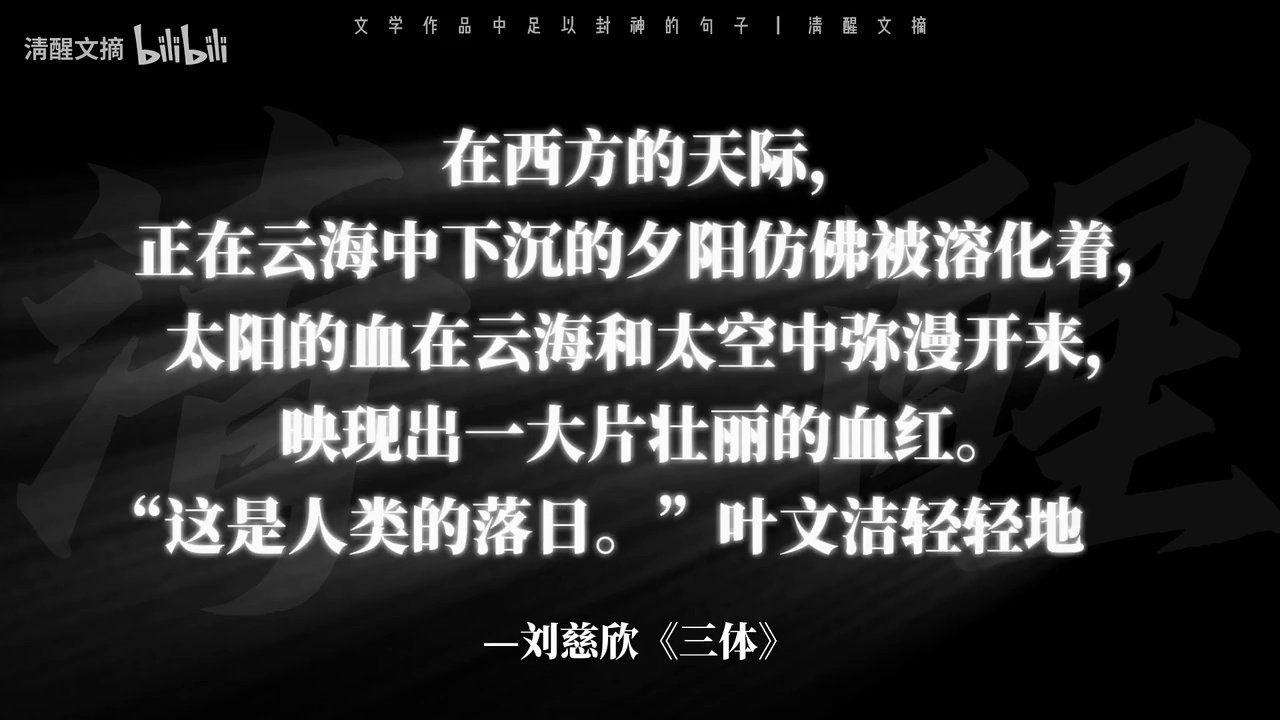 文学作品中足以封神的句子 | 清醒文摘
清醒文摘 bilibili
清醒
在西方的天际,
正在云海中下沉的夕阳仿佛被溶化着,
太阳的血在云海和太空中弥漫开来,
映现出一大片壮丽的血红。
“这是人类的落日。”叶文洁轻轻地
—刘慈欣《三体》